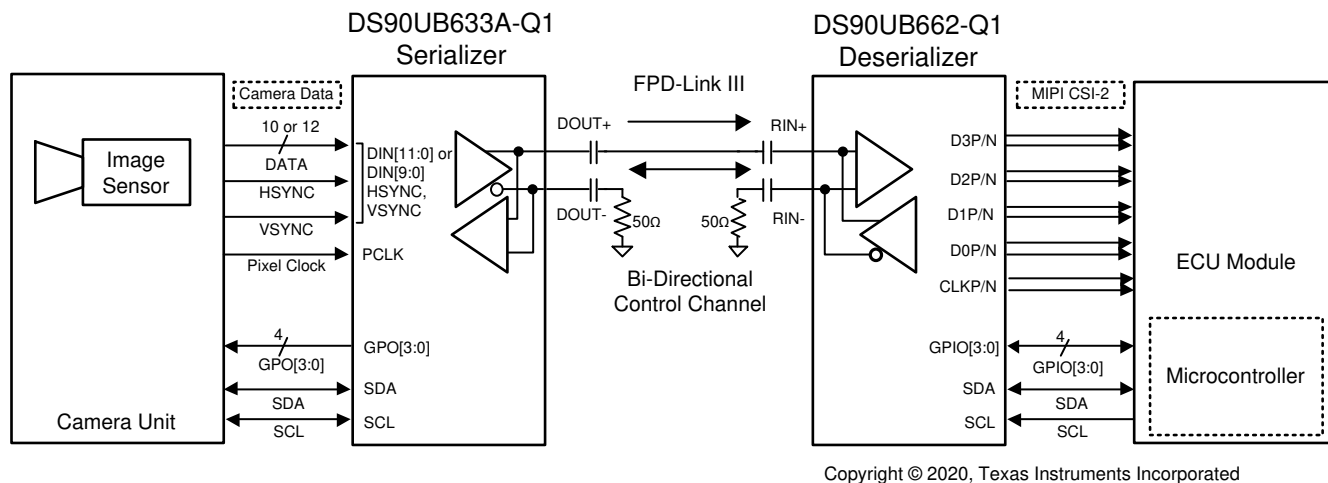 DS90UB633A-Q1
Serializer
DS90UB662-Q1
Deserializer
Camera Data
FPD-Link III
MIPI CSI-2
Image
Sensor
10 or 12
DATA
HSYNC
VSYNC
Pixel Clock
DIN[11:0] or
DIN[9:0]
HSYNC,
VSYNC
PCLK
DOUT+
DOUT-
50Ω
50Ω
RIN+
RIN-
Bi-Directional
Control Channel
D3P/N
D2P/N
D1P/N
D0P/N
CLKP/N
ECU Module
4
GPO[3:0]
GPO[3:0]
SDA
SDA
SCL
SCL
Camera Unit
GPIO[3:0]
4
GPIO[3:0]
SDA
SDA
SCL
SCL
Microcontroller
Copyright © 2020, Texas Instruments Incorporated